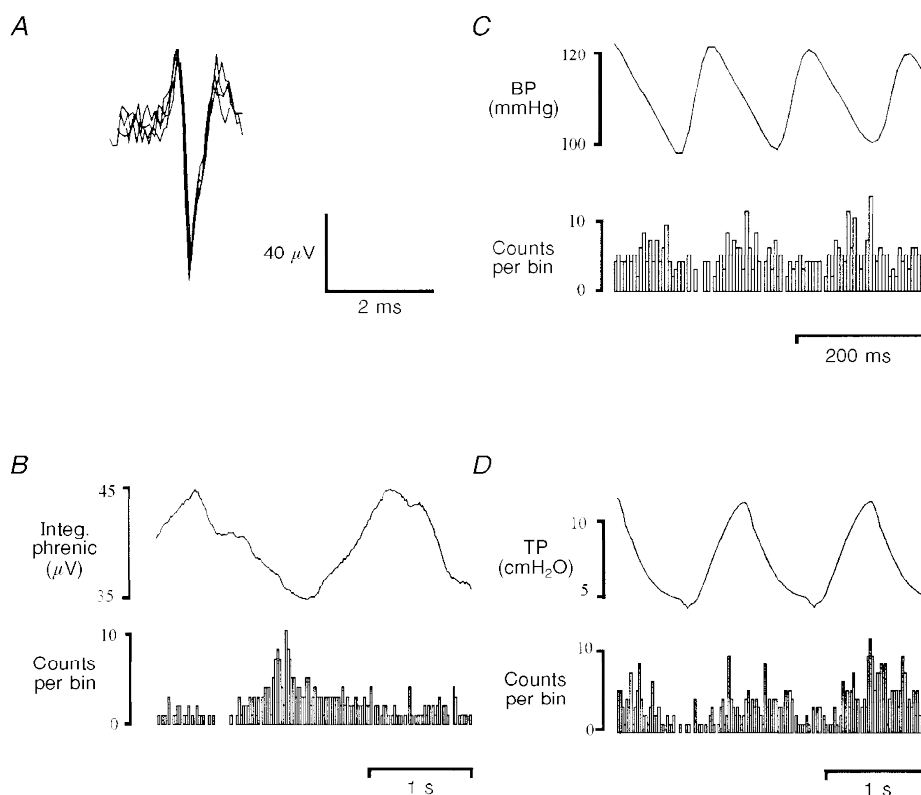 A
40 μV
2 ms
C
120
BP
(mmHg)
100
10
Counts
per bin
0
200 ms
B
45
Integ.
phrenic
(μV)
35
10
Counts
per bin
0
1 s
D
10
TP
(cmH₂O)
5
10
Counts
per bin
0
1 s